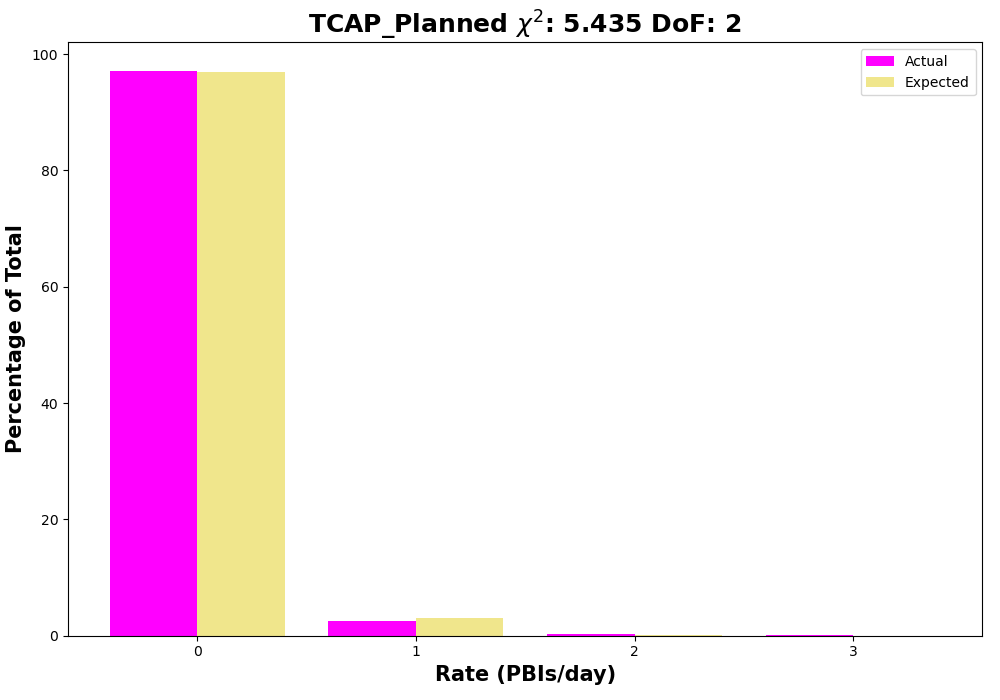 TCAP_Planned χ²: 5.435 DoF: 2
Actual
Expected
Percentage of Total
100
80
60
40
20
0
0 1 2 3
Rate (PBIs/day)